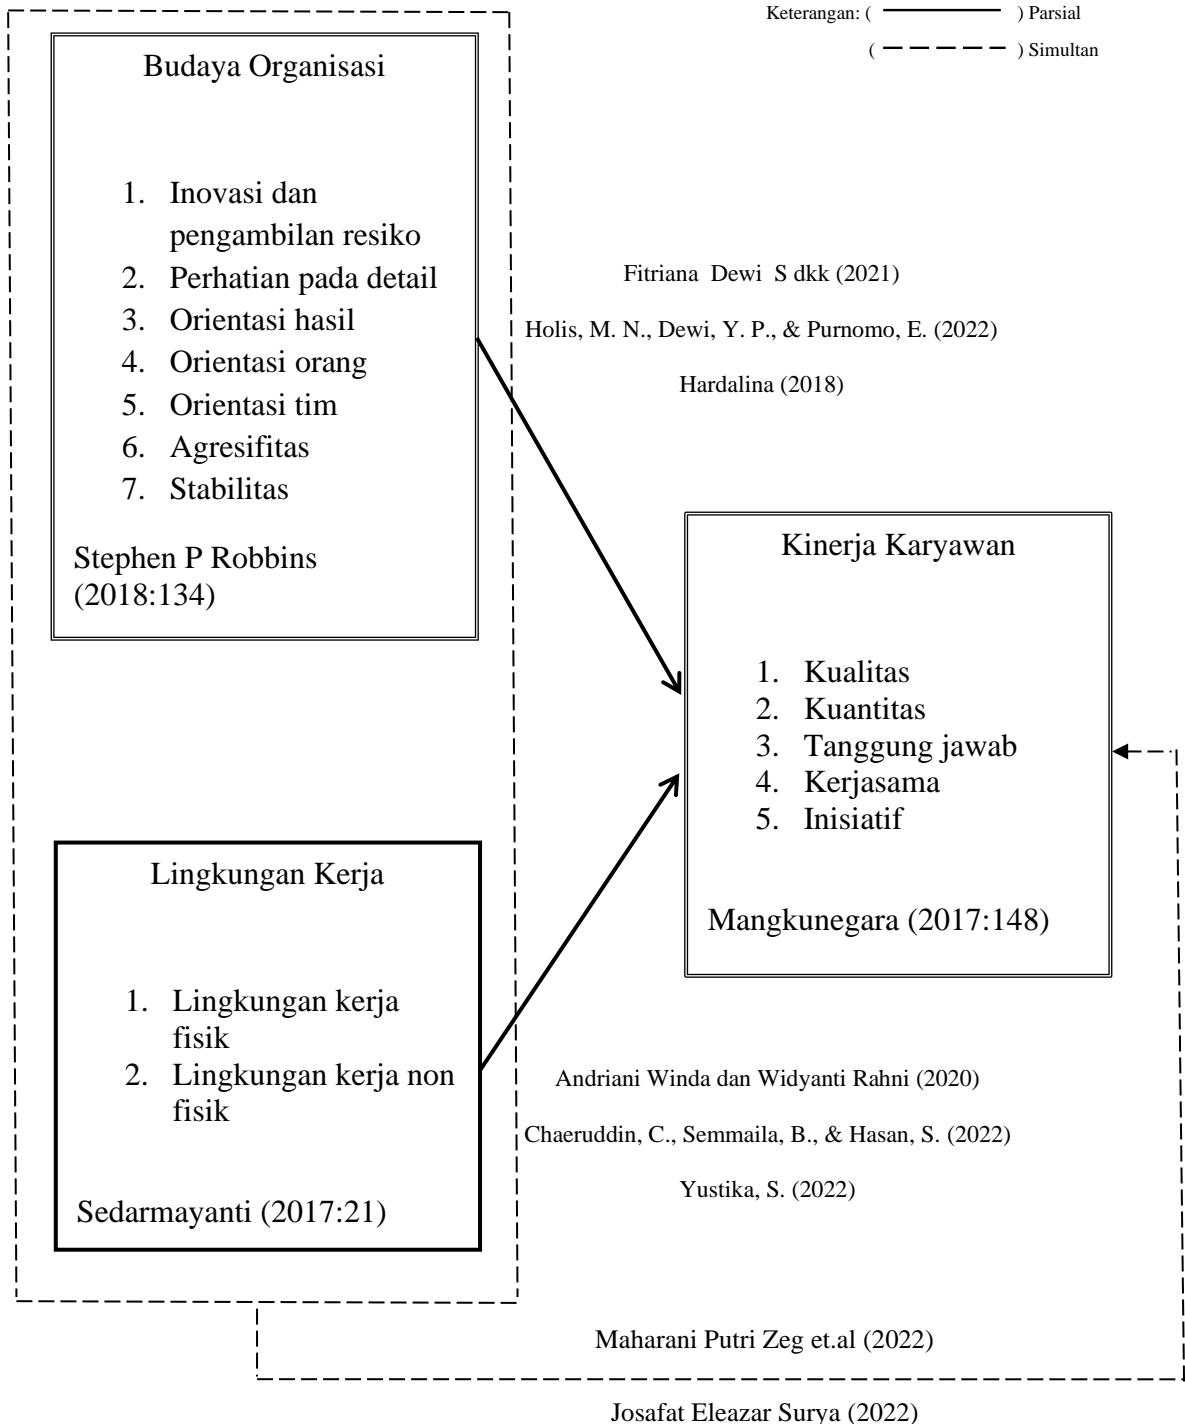 Keterangan: ( ) Parsial
( ) Simultan
Budaya Organisasi
1. Inovasi dan
pengambilan resiko
2. Perhatian pada detail
3. Orientasi hasil
4. Orientasi orang
5. Orientasi tim
6. Agresifitas
7. Stabilitas
Stephen P Robbins
(2018:134)
Fitriana Dewi S dkk (2021)
Holis, M. N., Dewi, Y. P., & Purnomo, E. (2022)
Hardalina (2018)
Kinerja Karyawan
1. Kualitas
2. Kuantitas
3. Tanggung jawab
4. Kerjasama
5. Inisiatif
Mangkunegara (2017:148)
Lingkungan Kerja
1. Lingkungan kerja
fisik
2. Lingkungan kerja non
fisik
Sedarmayanti (2017:21)
Andriani Winda dan Widyanti Rahni (2020)
Chaeruddin, C., Semmaila, B., & Hasan, S. (2022)
Yustika, S. (2022)
Maharani Putri Zeg et.al (2022)
Josafat Eleazar Surya (2022)